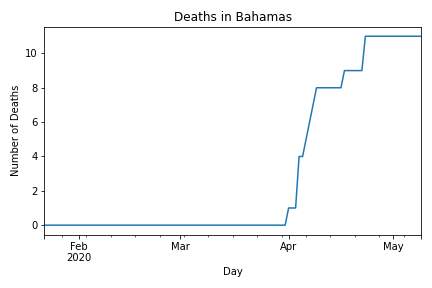 Deaths in Bahamas
Number of Deaths
10
8
6
4
2
0
Feb
2020
Mar
Apr
May
Day